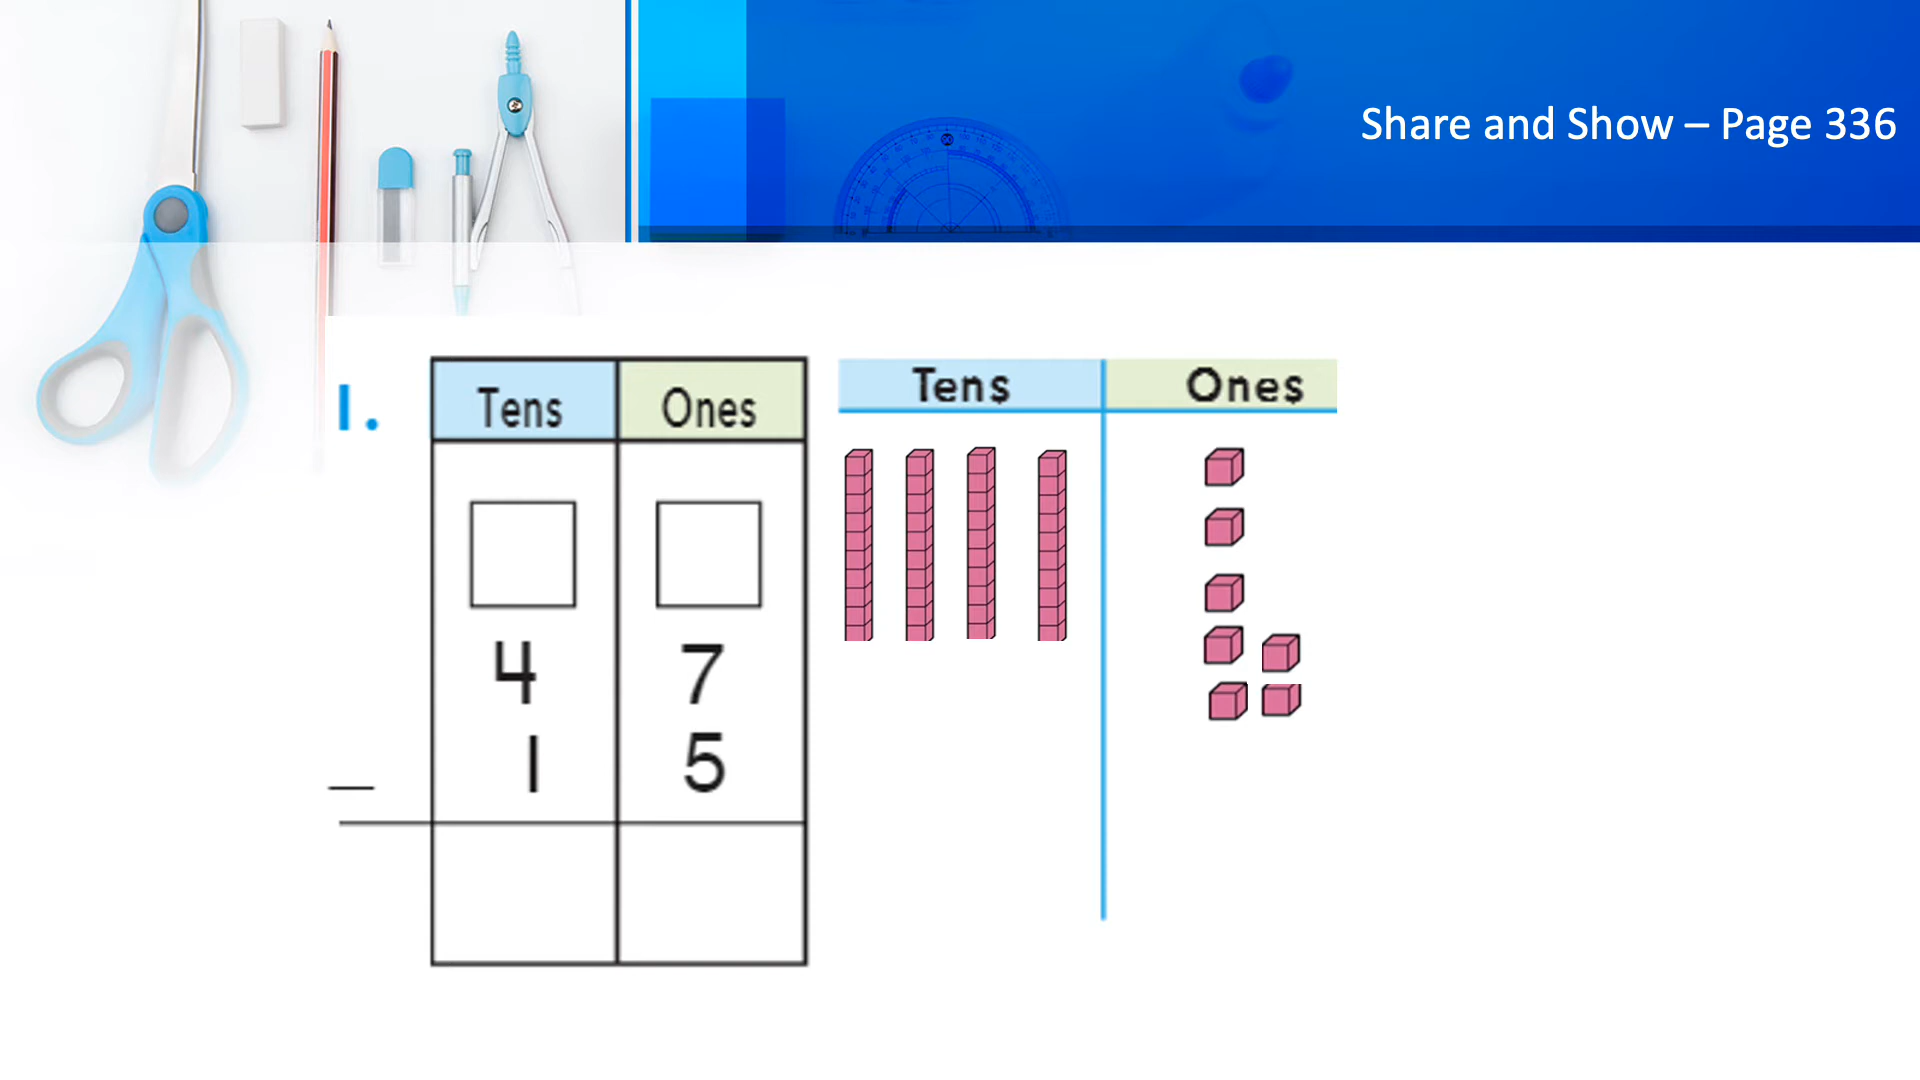 Share and Show – Page 336
1.
Tens Ones
4 7
— 1 5
Tens Ones